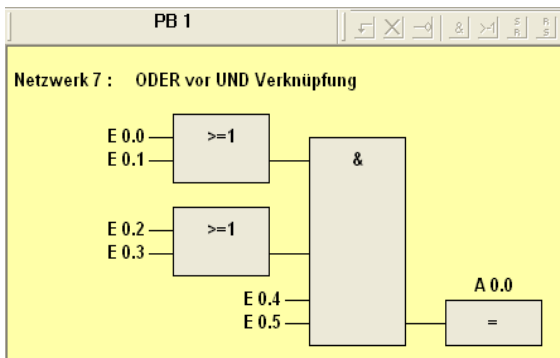 PB 1
& >=1 S R R S
Netzwerk 7 : ODER vor UND Verknüpfung
E 0.0
E 0.1
>=1
&
E 0.2
E 0.3
>=1
E 0.4
E 0.5
A 0.0
=